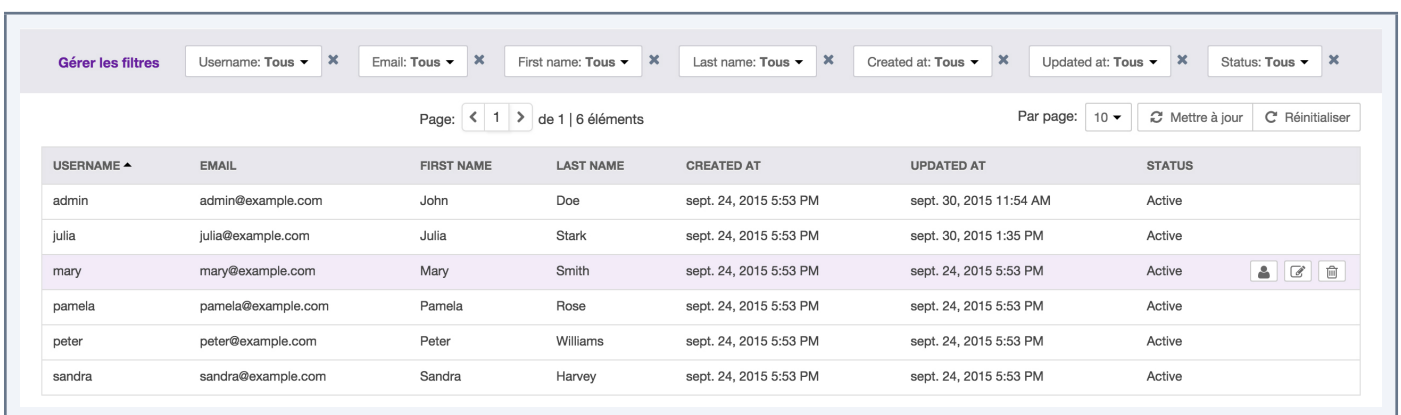 Gérer les filtres Username: Tous Email: Tous First name: Tous Last name: Tous Created at: Tous Updated at: Tous Status: Tous
Page: 1 de 1 | 6 éléments Par page: 10 Mettre à jour Réinitialiser
USERNAME EMAIL FIRST NAME LAST NAME CREATED AT UPDATED AT STATUS
admin admin@example.com John Doe sept. 24, 2015 5:53 PM sept. 30, 2015 11:54 AM Active
julia julia@example.com Julia Stark sept. 24, 2015 5:53 PM sept. 30, 2015 1:35 PM Active
mary mary@example.com Mary Smith sept. 24, 2015 5:53 PM sept. 24, 2015 5:53 PM Active
pamela pamela@example.com Pamela Rose sept. 24, 2015 5:53 PM sept. 24, 2015 5:53 PM Active
peter peter@example.com Peter Williams sept. 24, 2015 5:53 PM sept. 24, 2015 5:53 PM Active
sandra sandra@example.com Sandra Harvey sept. 24, 2015 5:53 PM sept. 24, 2015 5:53 PM Active